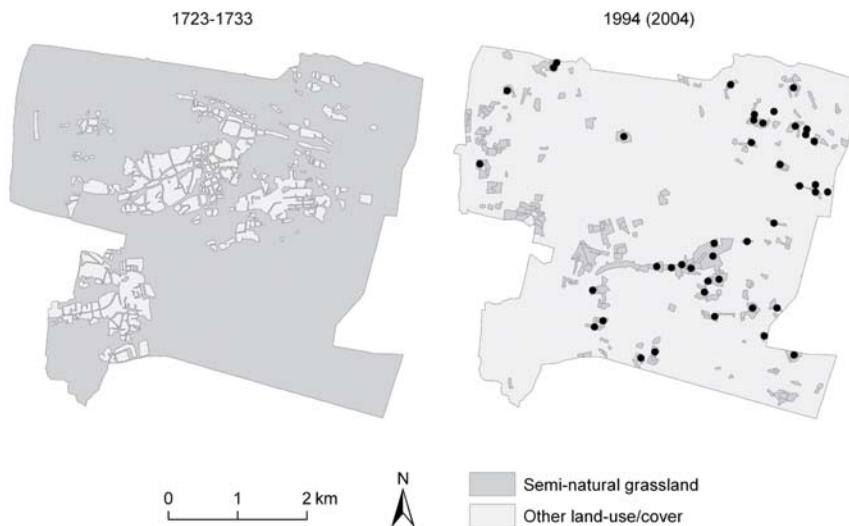 1723-1733 1994 (2004)
N
0 1 2 km
Semi-natural grassland
Other land-use/cover